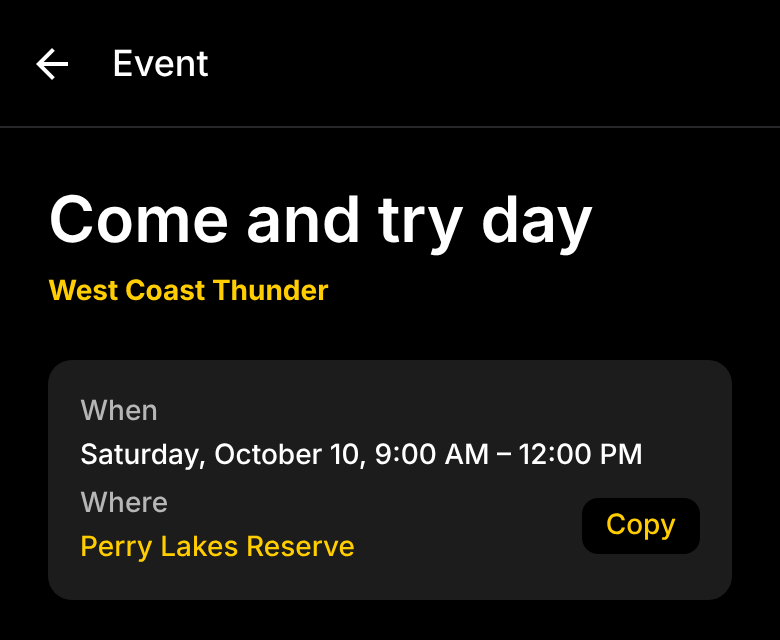 Event
Come and try day
West Coast Thunder
When
Saturday, October 10, 9:00 AM – 12:00 PM
Where
Perry Lakes Reserve
Copy